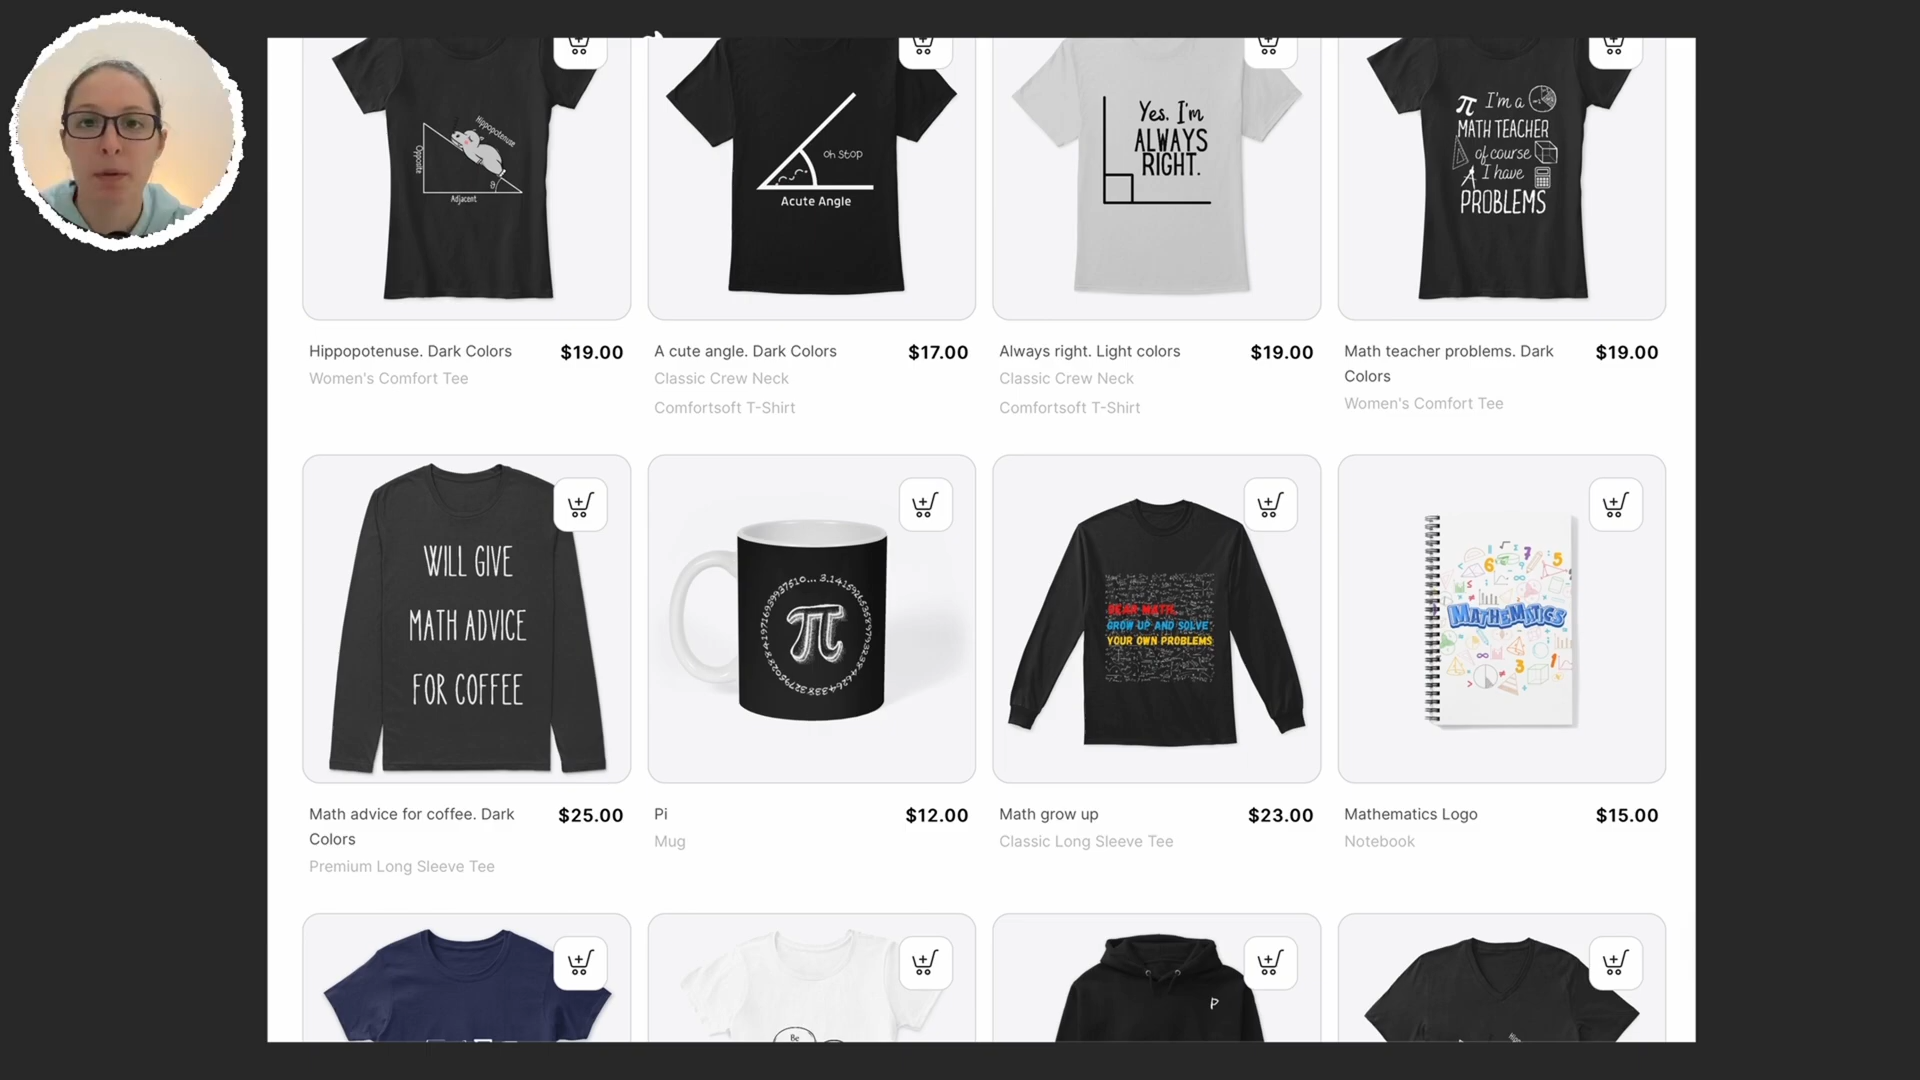 Hippopotenuse
Opposite
θ
Adjacent
oh stop
Acute Angle
Yes. I'm
ALWAYS
RIGHT.
π I'm a
MATH TEACHER
of course
I have
PROBLEMS
Hippopotenuse. Dark Colors
$19.00
Women's Comfort Tee
A cute angle. Dark Colors
$17.00
Classic Crew Neck
Comfortsoft T-Shirt
Always right. Light colors
$19.00
Classic Crew Neck
Comfortsoft T-Shirt
Math teacher problems. Dark
Colors
$19.00
Women's Comfort Tee
WILL GIVE
MATH ADVICE
FOR COFFEE
π
DEAR MATH,
GROW UP AND SOLVE
YOUR OWN PROBLEMS
MATHEMATICS
Math advice for coffee. Dark
Colors
$25.00
Premium Long Sleeve Tee
Pi
$12.00
Mug
Math grow up
$23.00
Classic Long Sleeve Tee
Mathematics Logo
$15.00
Notebook
Be
P